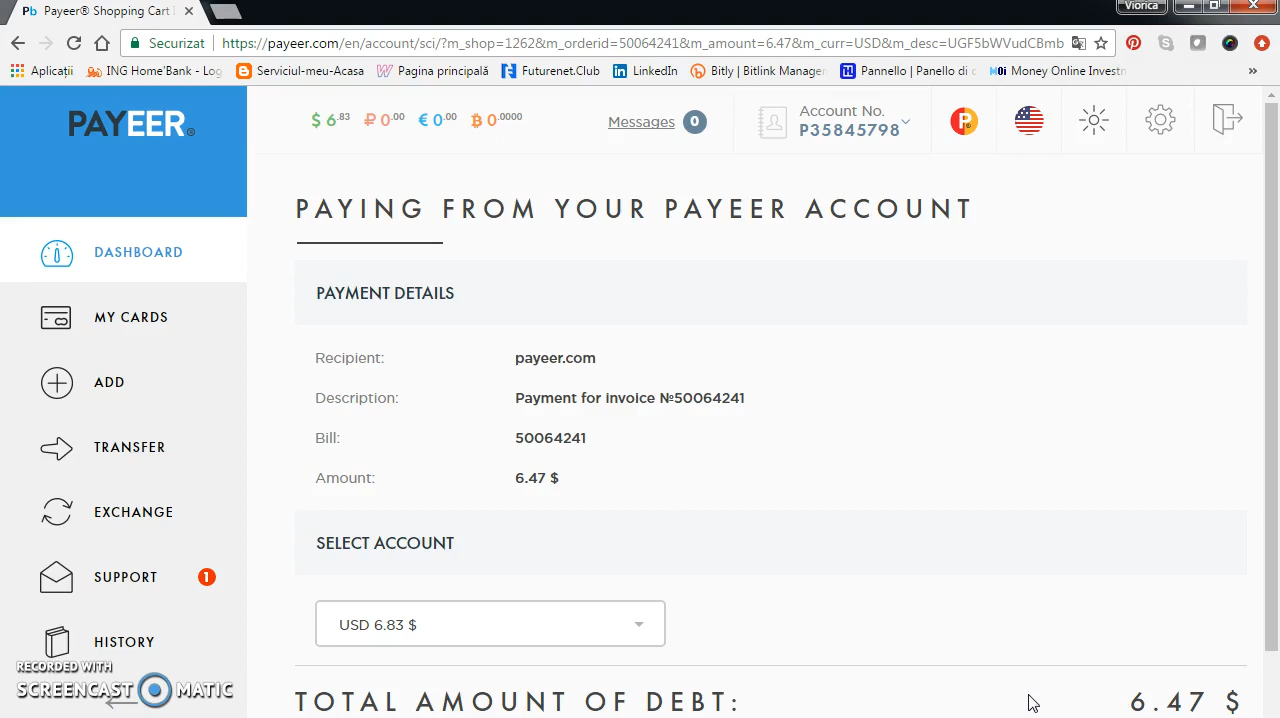 Pb Payeer® Shopping Cart
Viorica
Securizat
https://payeer.com/en/account/oi/?m_shop=1262&m_orderid=50064241&m_amount=6.47&m_curr=USD&m_desc=UGF5bWVudCBmb
Aplicații
ING Home'Bank - Log
Serviciul-meu.Acasa
Pagina principală
Futurenet.Club
LinkedIn
Bitly | Bitlink Manager
Pannello | Panario di c
Money Online Investm
»
PAYEER®
$ 6.83 ₽ 0.00 € 0.00 ฿ 0.0000
Messages 0
Account No.
P35845798
PAYING FROM YOUR PAYEER ACCOUNT
DASHBOARD
MY CARDS
ADD
TRANSFER
EXCHANGE
SUPPORT 1
HISTORY
PAYMENT DETAILS
Recipient: payeer.com
Description: Payment for invoice №50064241
Bill: 50064241
Amount: 6.47 $
SELECT ACCOUNT
USD 6.83 $
TOTAL AMOUNT OF DEBT: 6.47 $
RECORDED WITH
SCREENCAST MATIC